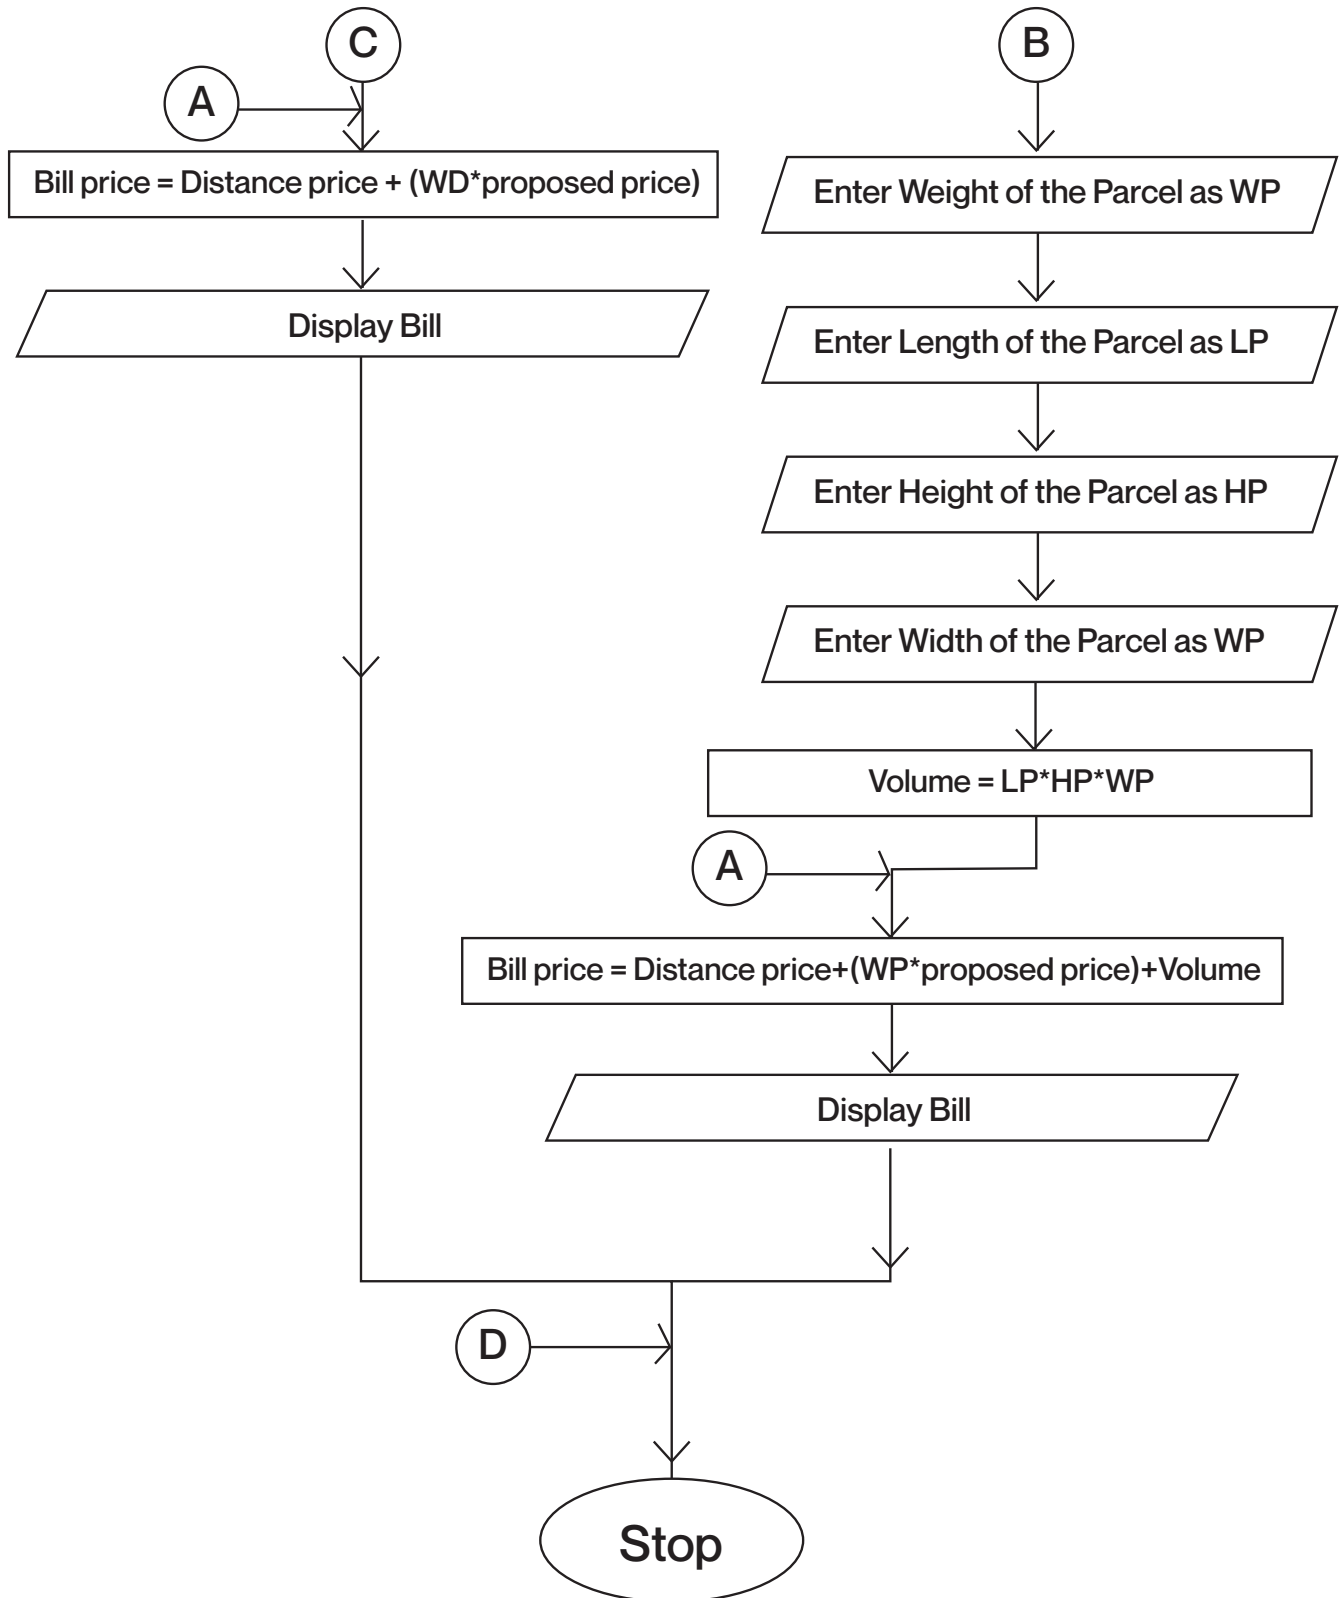 C
A
Bill price = Distance price + (WD*proposed price)
Display Bill
B
Enter Weight of the Parcel as WP
Enter Length of the Parcel as LP
Enter Height of the Parcel as HP
Enter Width of the Parcel as WP
Volume = LP*HP*WP
A
Bill price = Distance price+(WP*proposed price)+Volume
Display Bill
D
Stop